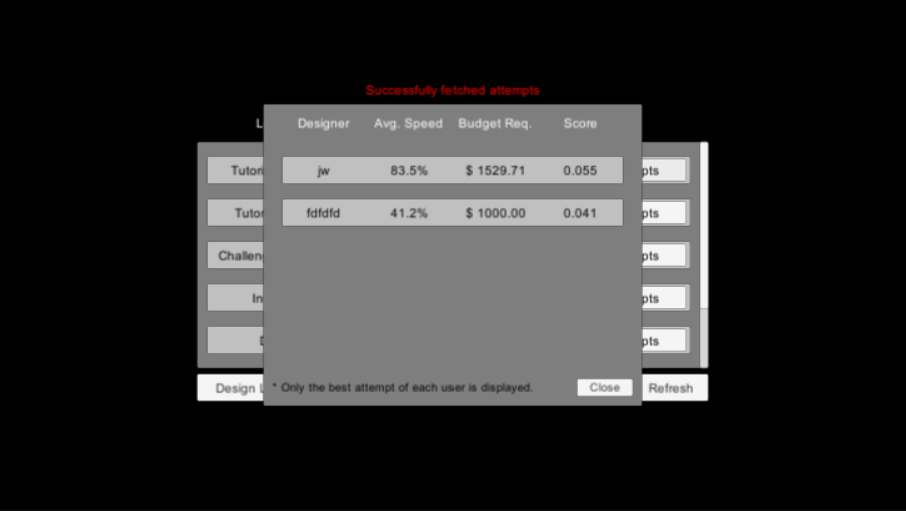 Successfully fetched attempts
Designer Avg. Speed Budget Req. Score
jw 83.5% $ 1529.71 0.055
fdfdfd 41.2% $ 1000.00 0.041
* Only the best attempt of each user is displayed.
Close
Design
Refresh